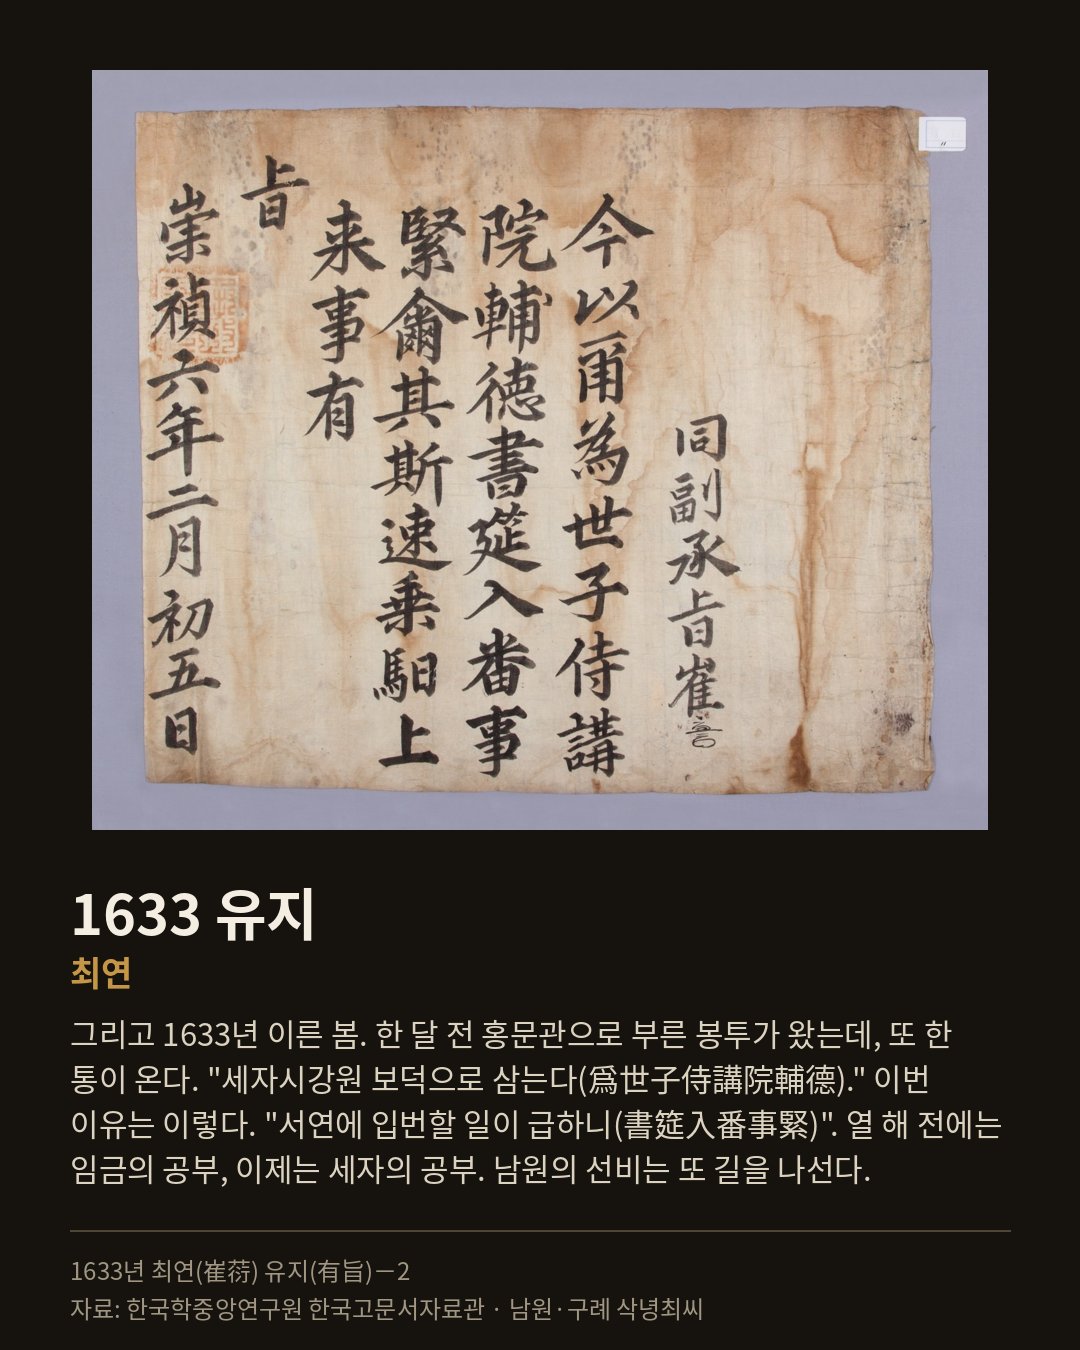 同副承旨崔
今以爾為世子侍講
院輔德書筵入番事
緊爾其斯速乗馹上
来事有
旨
崇禎六年二月初五日
1633 유지
최연
그리고 1633년 이른 봄. 한 달 전 홍문관으로 부른 봉투가 왔는데, 또 한
통이 온다. "세자시강원 보덕으로 삼는다(爲世子侍講院輔德)." 이번
이유는 이렇다. "서연에 입번할 일이 급하니(書筵入番事緊)". 열 해 전에는
임금의 공부, 이제는 세자의 공부. 남원의 선비는 또 길을 나선다.
1633년 최연(崔葕) 유지(有旨)－2
자료: 한국학중앙연구원 한국고문서자료관 · 남원·구례 삭녕최씨